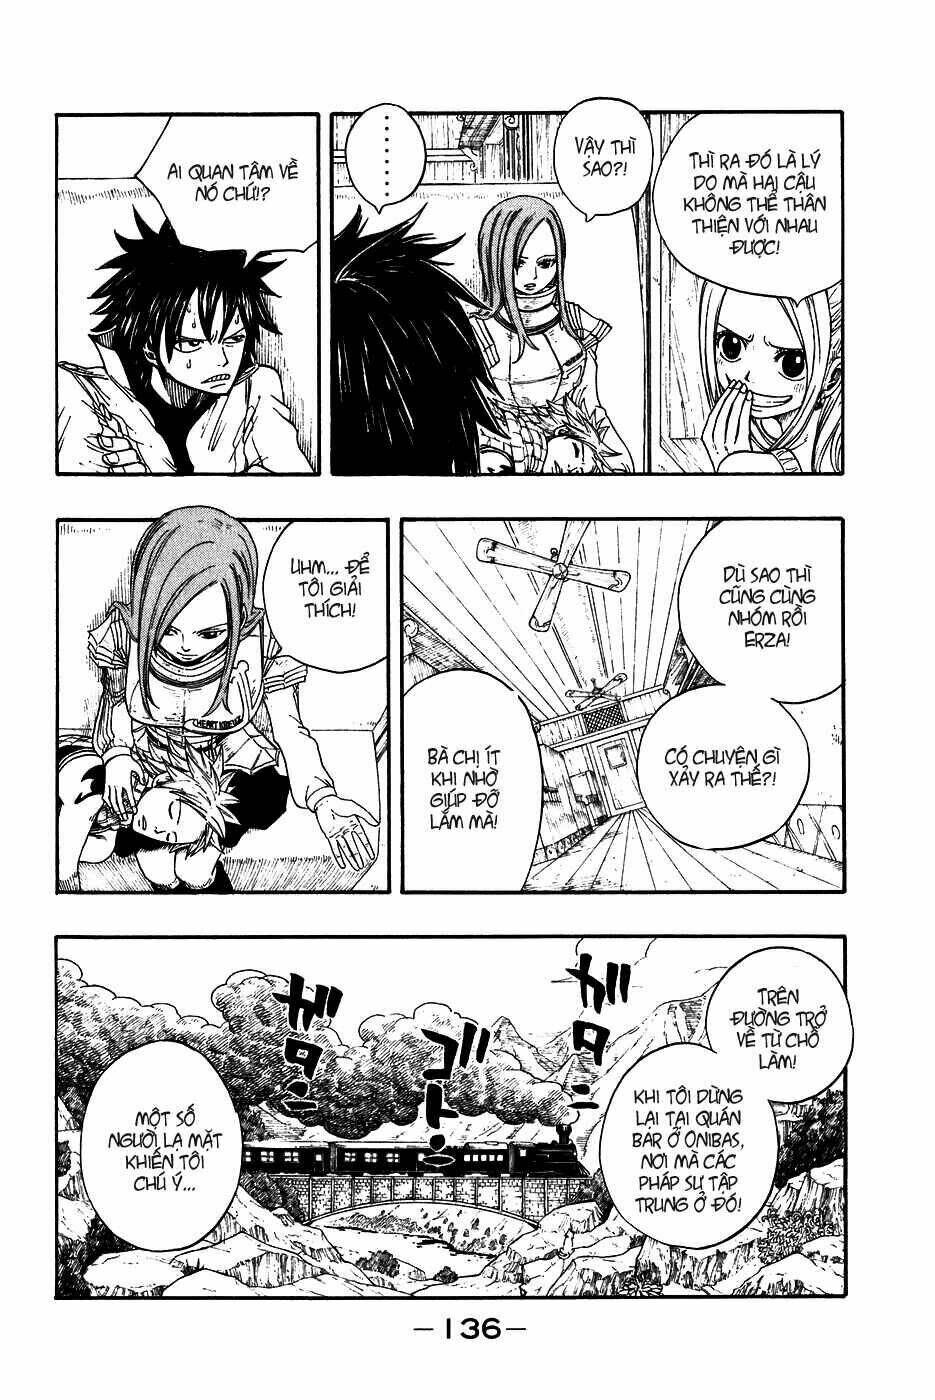 THÌ RA ĐÓ LÀ LÝ
DO MÀ HAI CẬU
KHÔNG THỂ THÂN
THIỆN VỚI NHAU
ĐƯỢC!
VẬY THÌ
SAO?!
........
AI QUAN TÂM VỀ
NÓ CHỨ!?
DÙ SAO THÌ
CŨNG CÙNG
NHÓM RỒI
ERZA!
CÓ CHUYỆN GÌ
XẢY RA THẾ?!
BÀ CHỊ ÍT
KHI NHỜ
GIÚP ĐỠ
LẮM MÀ!
UHM... ĐỂ
TÔI GIẢI
THÍCH!
HEART KREUZ
TRÊN
ĐƯỜNG TRỞ
VỀ TỪ CHỖ
LÀM!
KHI TÔI DỪNG
LẠI TẠI QUÁN
BAR Ở ONIBAS,
NƠI MÀ CÁC
PHÁP SƯ TẬP
TRUNG Ở ĐÓ!
ガタン
ゴトン
ガタン
MỘT SỐ
NGƯỜI LẠ MẶT
KHIẾN TÔI
CHÚ Ý...
-136-